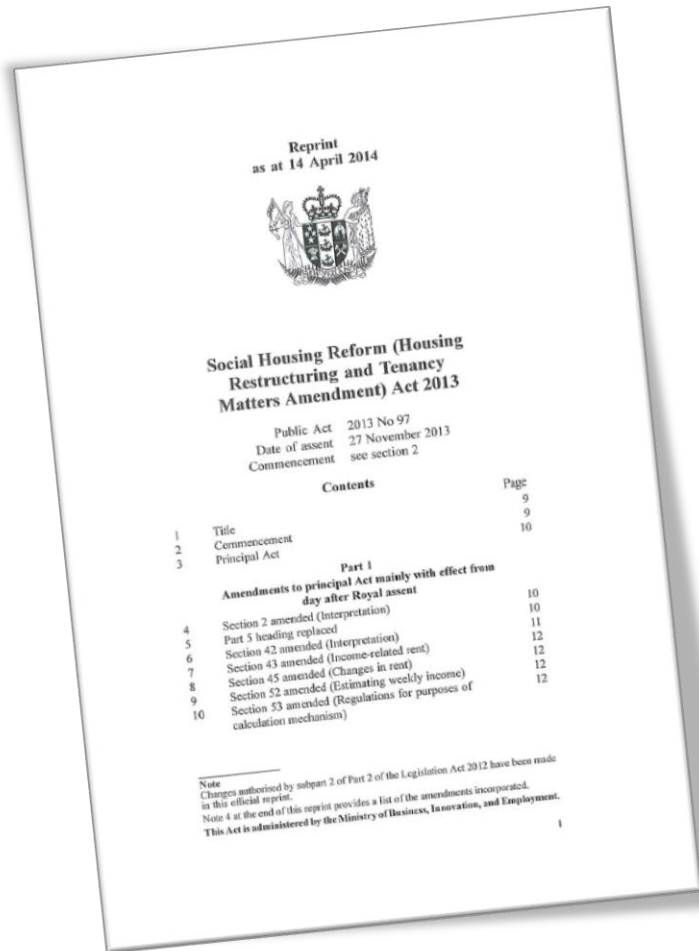 Reprint
as at 14 April 2014
Social Housing Reform (Housing
Restructuring and Tenancy
Matters Amendment) Act 2013
Public Act 2013 No 97
Date of assent 27 November 2013
Commencement see section 2
Contents
Page
1 Title 9
2 Commencement 9
3 Principal Act 10
Part 1
Amendments to principal Act mainly with effect from
day after Royal assent
4 Section 2 amended (Interpretation) 10
5 Part 5 heading replaced 10
6 Section 42 amended (Interpretation) 11
7 Section 43 amended (Income-related rent) 12
8 Section 45 amended (Changes in rent) 12
9 Section 52 amended (Estimating weekly income) 12
10 Section 53 amended (Regulations for purposes of 12
calculation mechanism)
Note
Changes authorised by subpart 2 of Part 2 of the Legislation Act 2012 have been made
in this official reprint.
Note 4 at the end of this reprint provides a list of the amendments incorporated.
This Act is administered by the Ministry of Business, Innovation, and Employment.
1